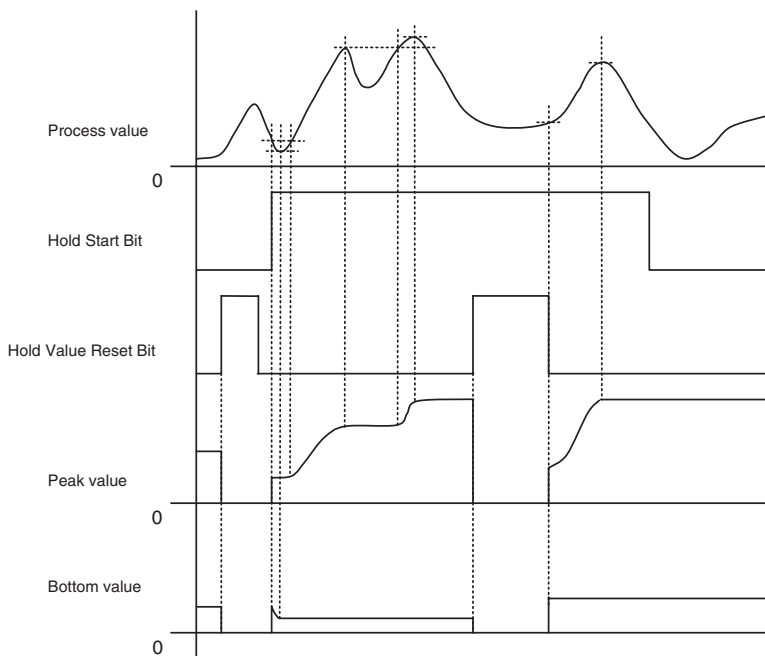 Process value
0
Hold Start Bit
Hold Value Reset Bit
Peak value
0
Bottom value
0